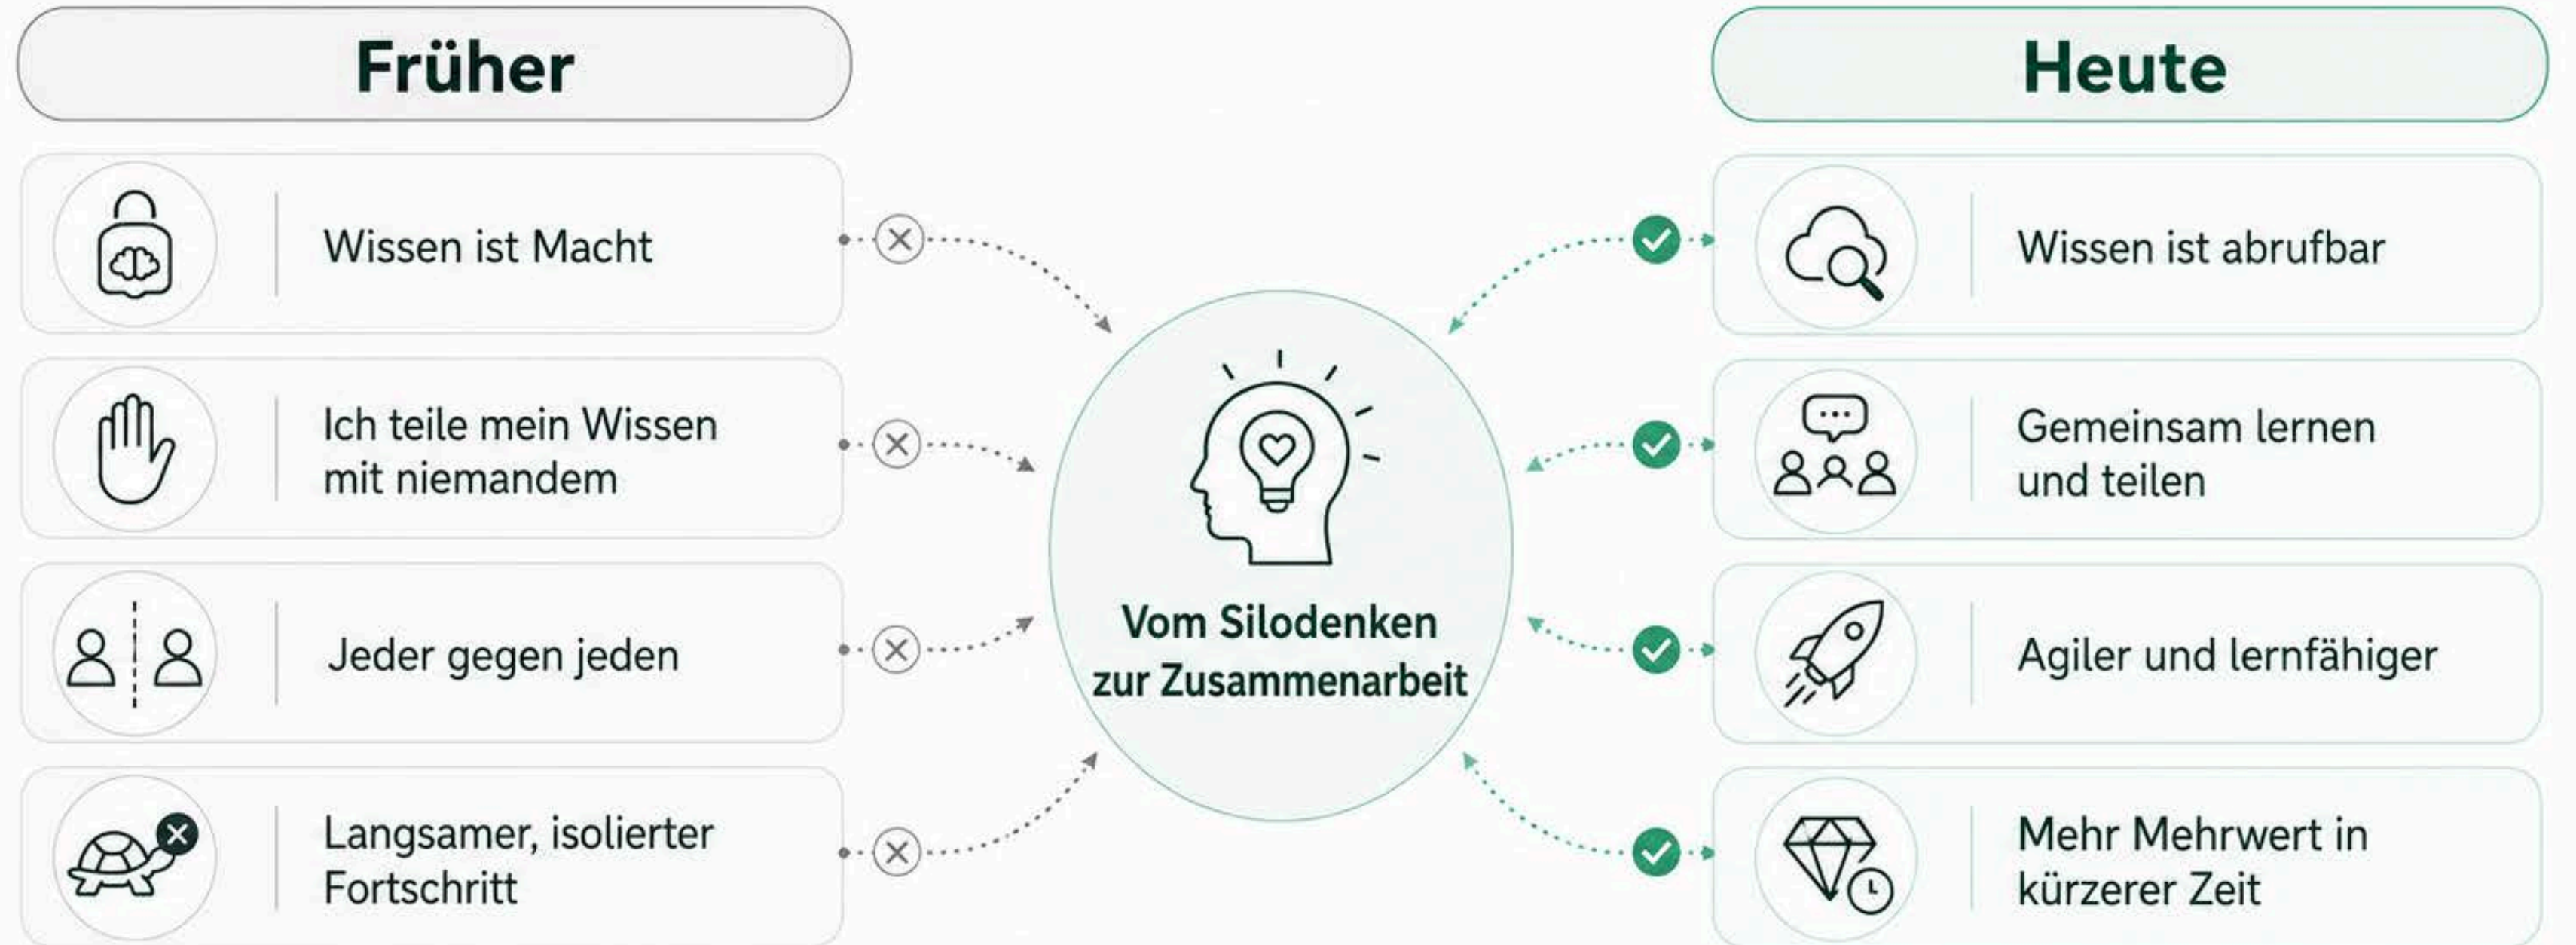 Früher
Heute
Wissen ist Macht
Wissen ist abrufbar
Ich teile mein Wissen
mit niemandem
Gemeinsam lernen
und teilen
Vom Silodenken
zur Zusammenarbeit
Jeder gegen jeden
Agiler und lernfähiger
Langsamer, isolierter
Fortschritt
Mehr Mehrwert in
kürzerer Zeit